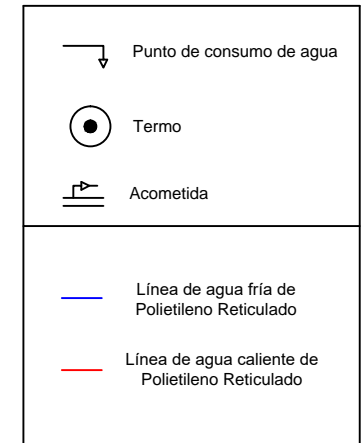 Punto de consumo de agua
Termo
Acometida
Línea de agua fría de
Polietileno Reticulado
Línea de agua caliente de
Polietileno Reticulado